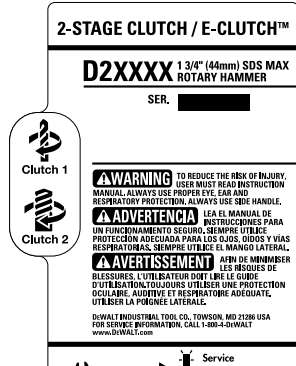 2-STAGE CLUTCH / E-CLUTCH™
D2XXXX 1 3/4" (44mm) SDS MAX
ROTARY HAMMER
SER.
Clutch 1
Clutch 2
WARNING TO REDUCE THE RISK OF INJURY,
USER MUST READ INSTRUCTION
MANUAL. ALWAYS USE PROPER EYE, EAR AND
RESPIRATORY PROTECTION, ALWAYS USE SIDE HANDLE.
ADVERTENCIA LEA EL MANUAL DE
INSTRUCCIONES PARA
UN FUNCIONAMIENTO SEGURO. SIEMPRE UTILICE
PROTECCIÓN ADECUADA PARA LOS OJOS, OÍDOS Y VÍAS
RESPIRATORIAS. SIEMPRE UTILICE EL MANGO LATERAL.
AVERTISSEMENT AFIN DE MINIMISER
LES RISQUES DE
BLESSURES, L'UTILISATEUR DOIT LIRE LE GUIDE
D'UTILISATION.TOUJOURS UTILISER UNE PROTECTION
OCULAIRE, AUDITIVE ET RESPIRATOIRE ADÉQUATE.
UTILISER LA POIGNÉE LATÉRALE.
DeWALT INDUSTRIAL TOOL CO., TOWSON, MD 21286 USA
FOR SERVICE INFORMATION, CALL 1-800-4-DeWALT
www.DeWALT.com
Service